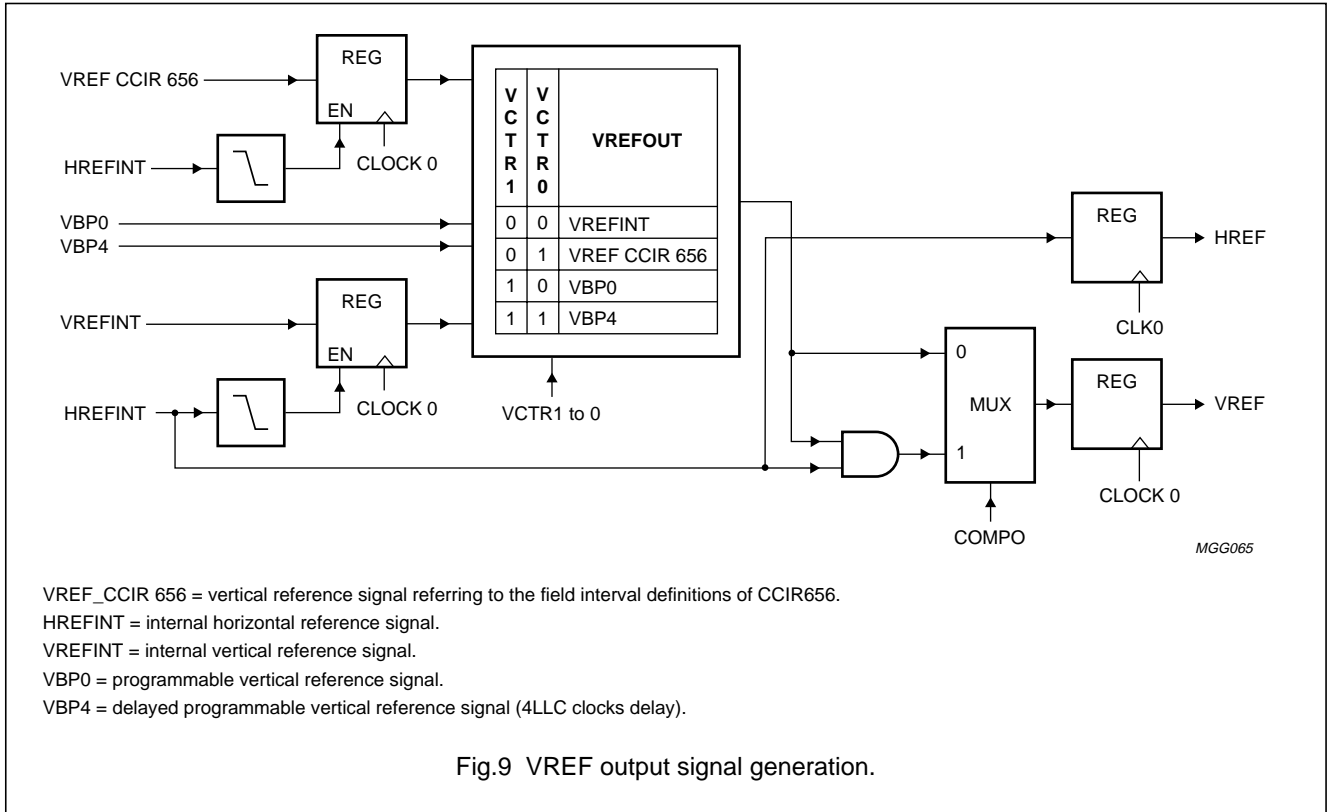 REG
VREF CCIR 656
EN
HREFINT
CLOCK 0
VBP0
VBP4
REG
VREFINT
EN
HREFINT
CLOCK 0
VCTR1
VCTR0
VREFOUT
0 0 VREFINT
0 1 VREF CCIR 656
1 0 VBP0
1 1 VBP4
VCTR1 to 0
REG
HREF
CLK0
0
MUX
1
COMPO
REG
VREF
CLOCK 0
MGG065
VREF_CCIR 656 = vertical reference signal referring to the field interval definitions of CCIR656.
HREFINT = internal horizontal reference signal.
VREFINT = internal vertical reference signal.
VBP0 = programmable vertical reference signal.
VBP4 = delayed programmable vertical reference signal (4LLC clocks delay).
Fig.9 VREF output signal generation.